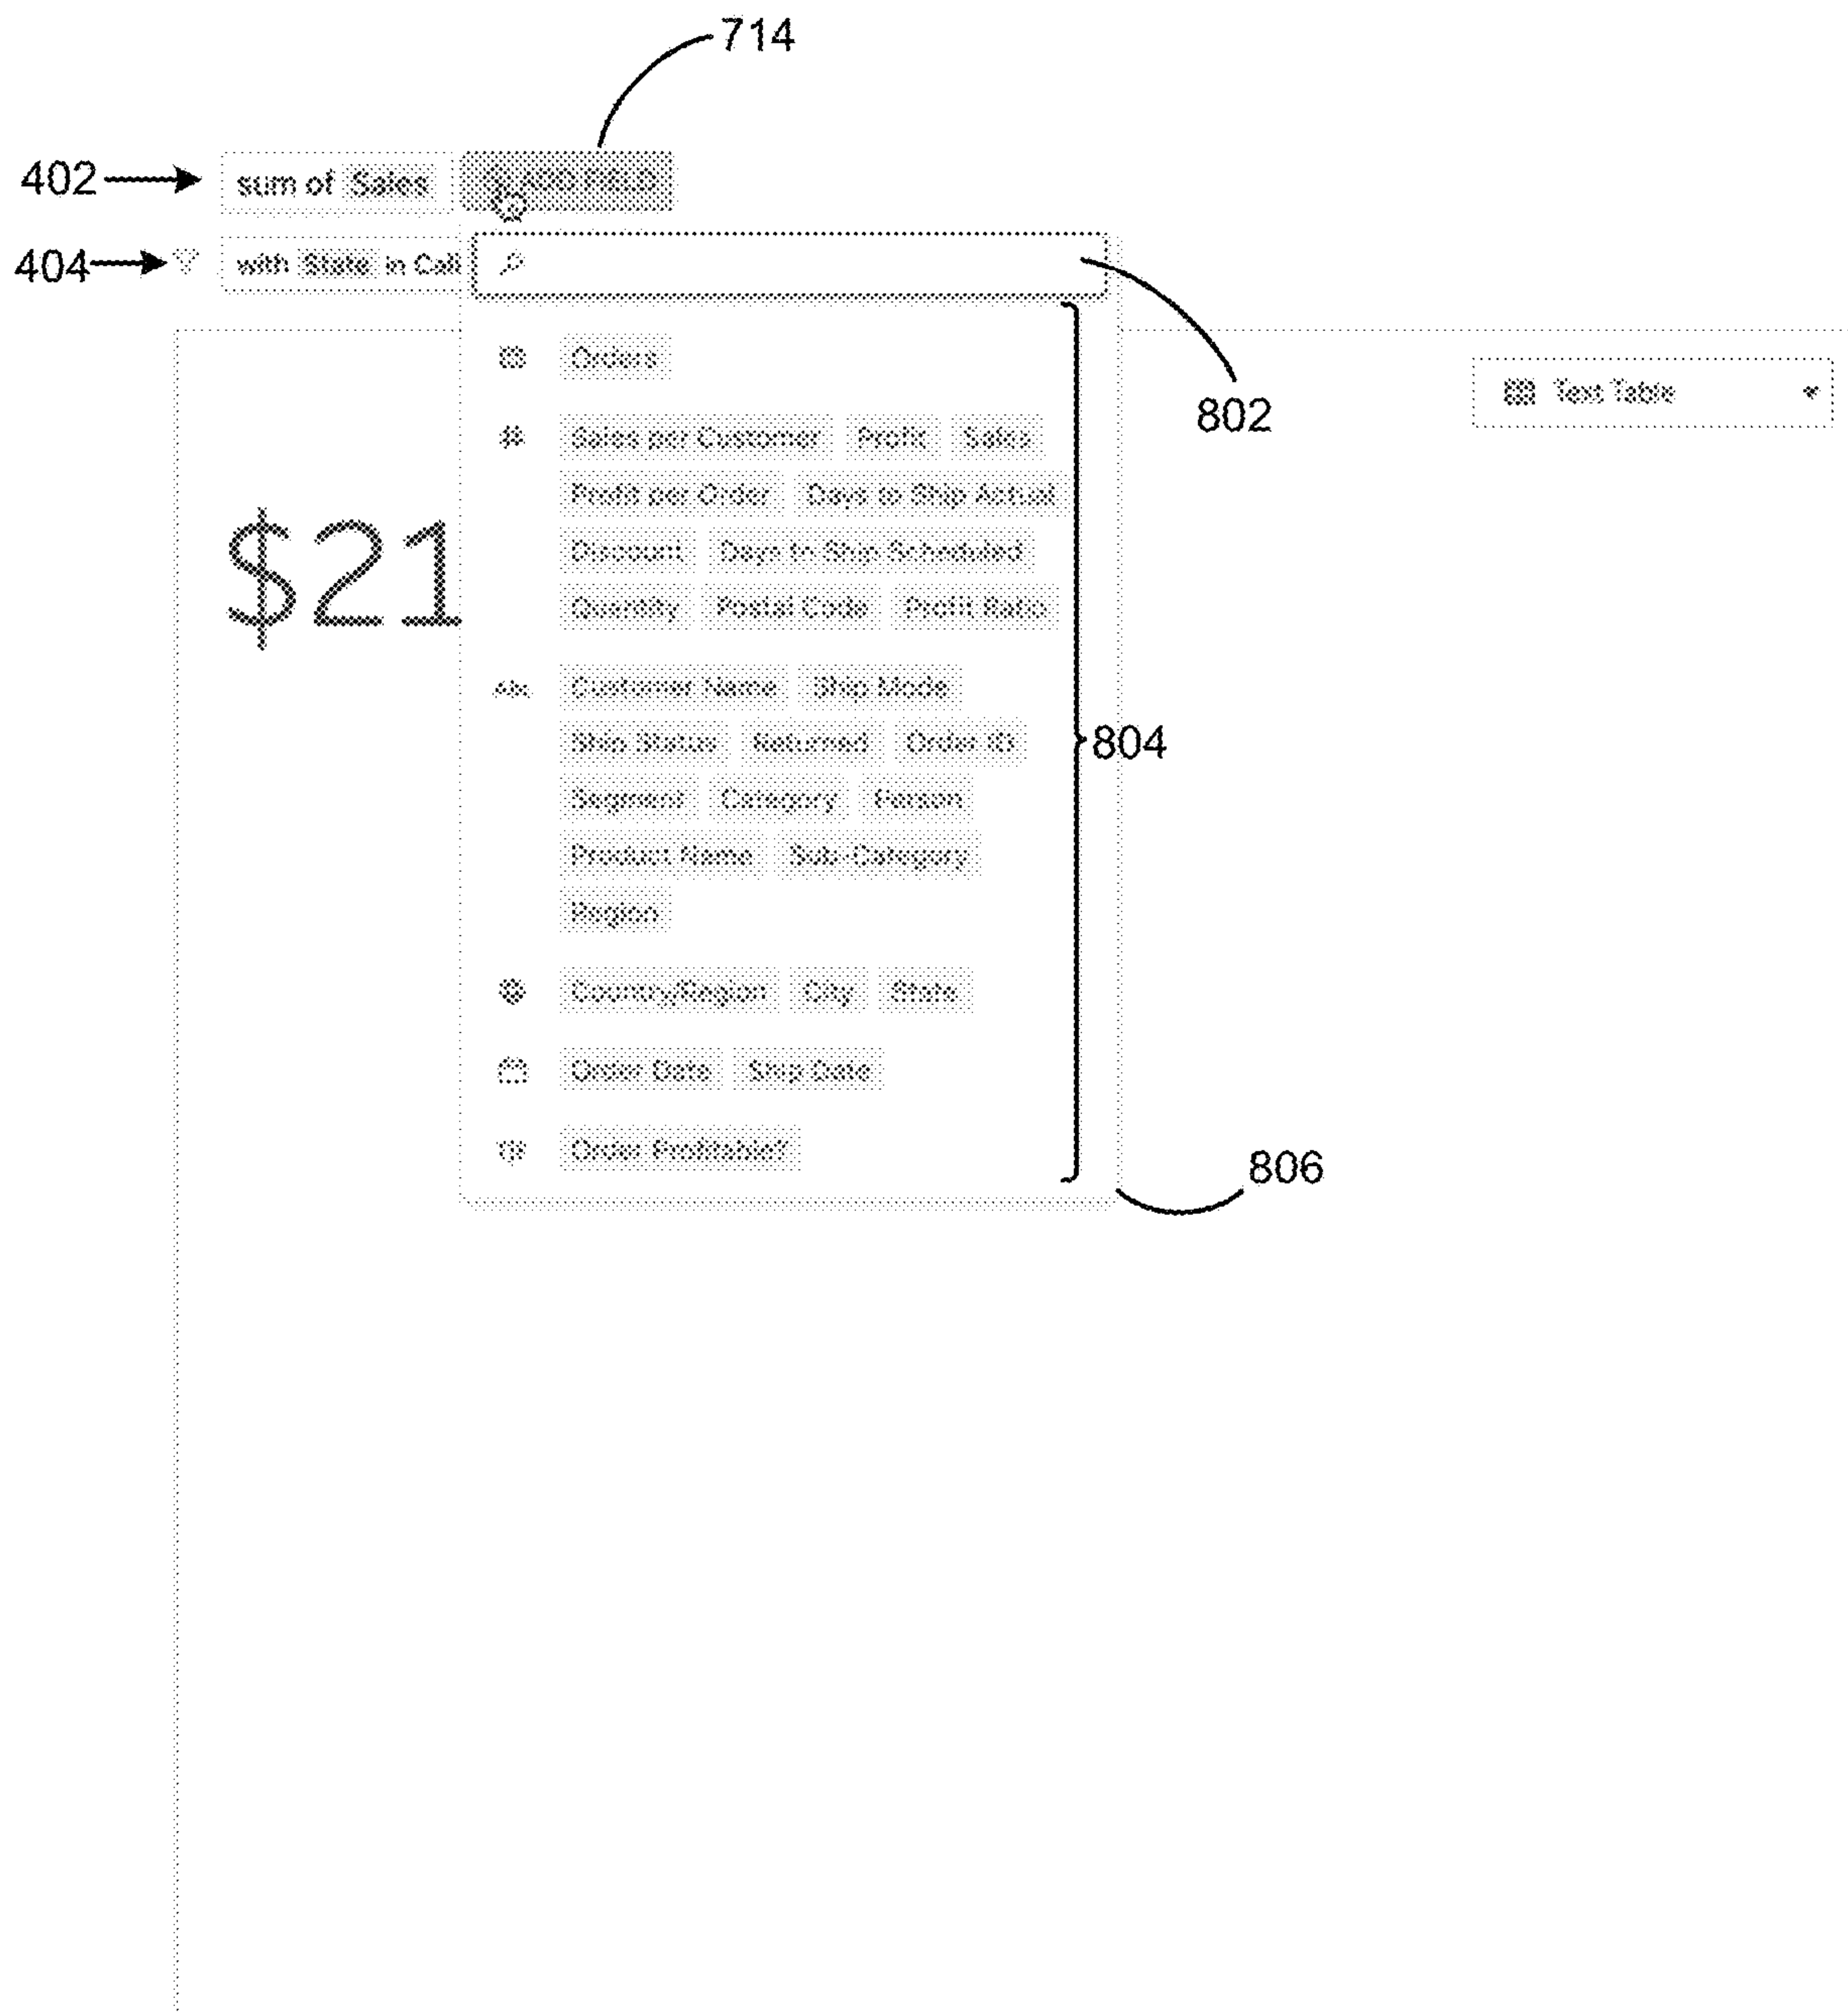 714
402 sum of Sales ADD FIELD
404 with State in Cali
802
Orders
Text Table
# Sales per Customer Profit Sales
Profit per Order Days to Ship Actual
Discount Days to Ship Scheduled
$21
Quantity Postal Code Profit Ratio
Abc Customer Name Ship Mode
Ship Status Returned Order ID
804
Segment Category Person
Product Name Sub-Category
Region
Country/Region City State
Order Date Ship Date
T|F Order Profitable?
806